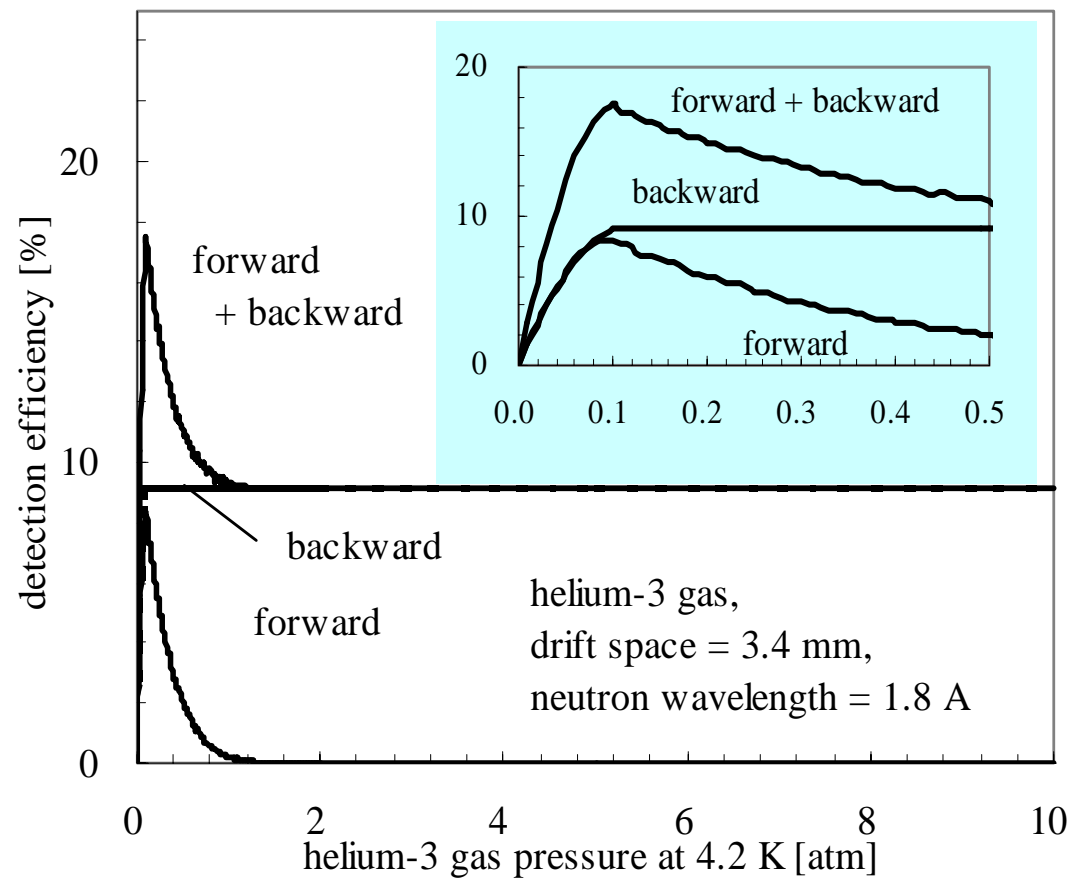 detection efficiency [%]
20
10
0
forward
+ backward
backward
forward
helium-3 gas,
drift space = 3.4 mm,
neutron wavelength = 1.8 A
0 2 4 6 8 10
helium-3 gas pressure at 4.2 K [atm]
20
10
0
forward + backward
backward
forward
0.0 0.1 0.2 0.3 0.4 0.5